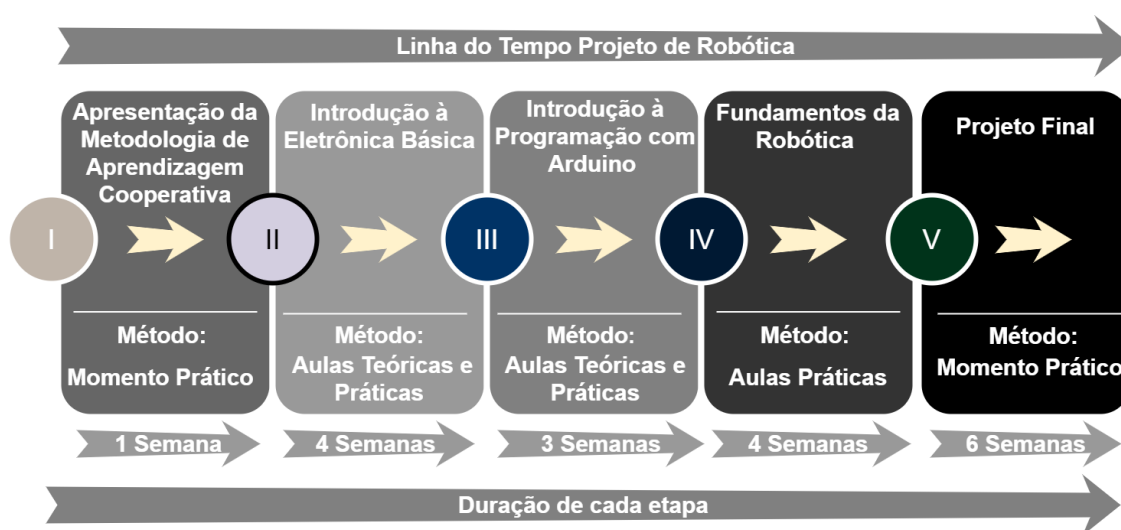 Linha do Tempo Projeto de Robótica
Apresentação da
Metodologia de
Aprendizagem
Cooperativa
I
Método:
Momento Prático
1 Semana
Introdução à
Eletrônica Básica
II
Método:
Aulas Teóricas e
Práticas
4 Semanas
Introdução à
Programação com
Arduino
III
Método:
Aulas Teóricas e
Práticas
3 Semanas
Fundamentos da
Robótica
IV
Método:
Aulas Práticas
4 Semanas
Projeto Final
V
Método:
Momento Prático
6 Semanas
Duração de cada etapa